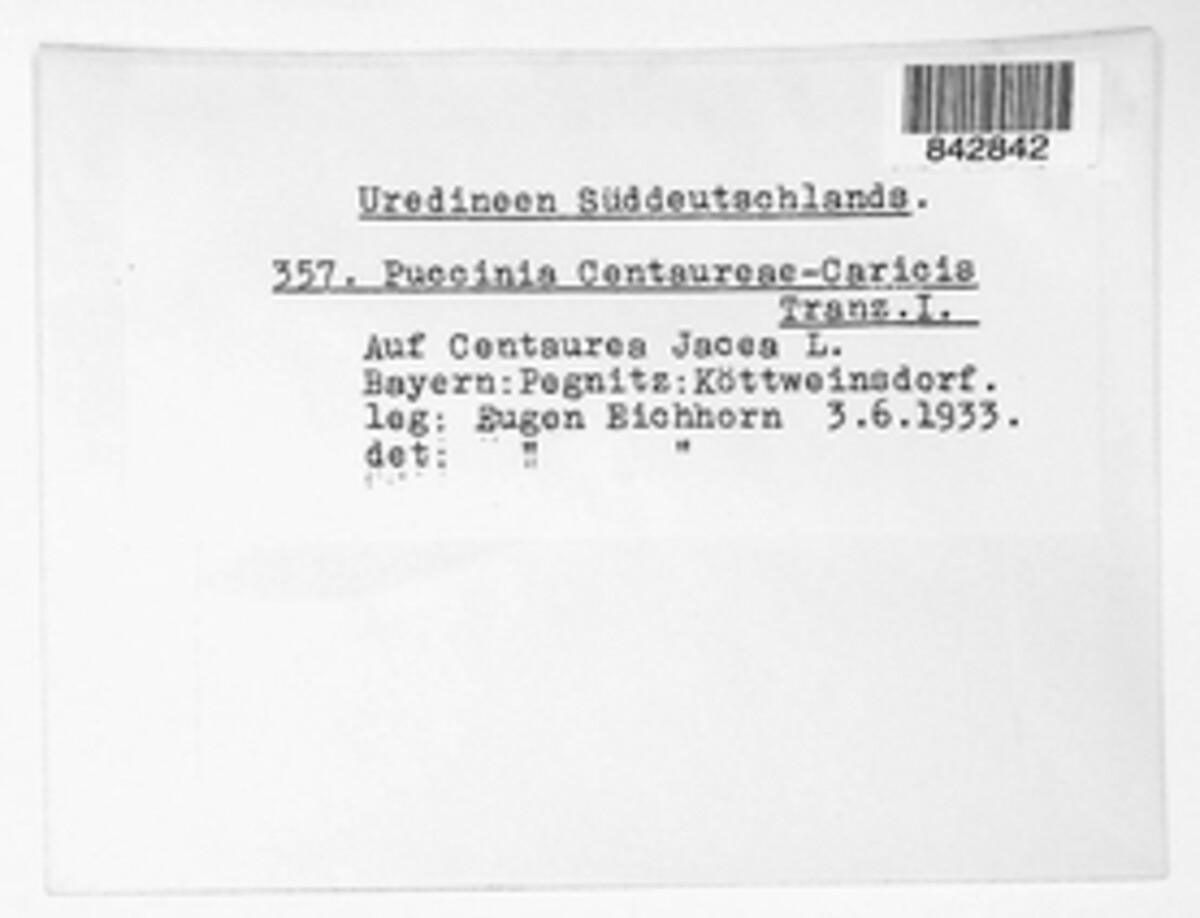 842842
Uredineen Süddeutschlands.
357. Puccinia Centaureae-Caricis
Tranz.I.
Auf Centaurea Jacea L.
Bayern:Pegnitz:Köttweinsdorf.
leg: Eugen Eichhorn 3.6.1933.
det: " "